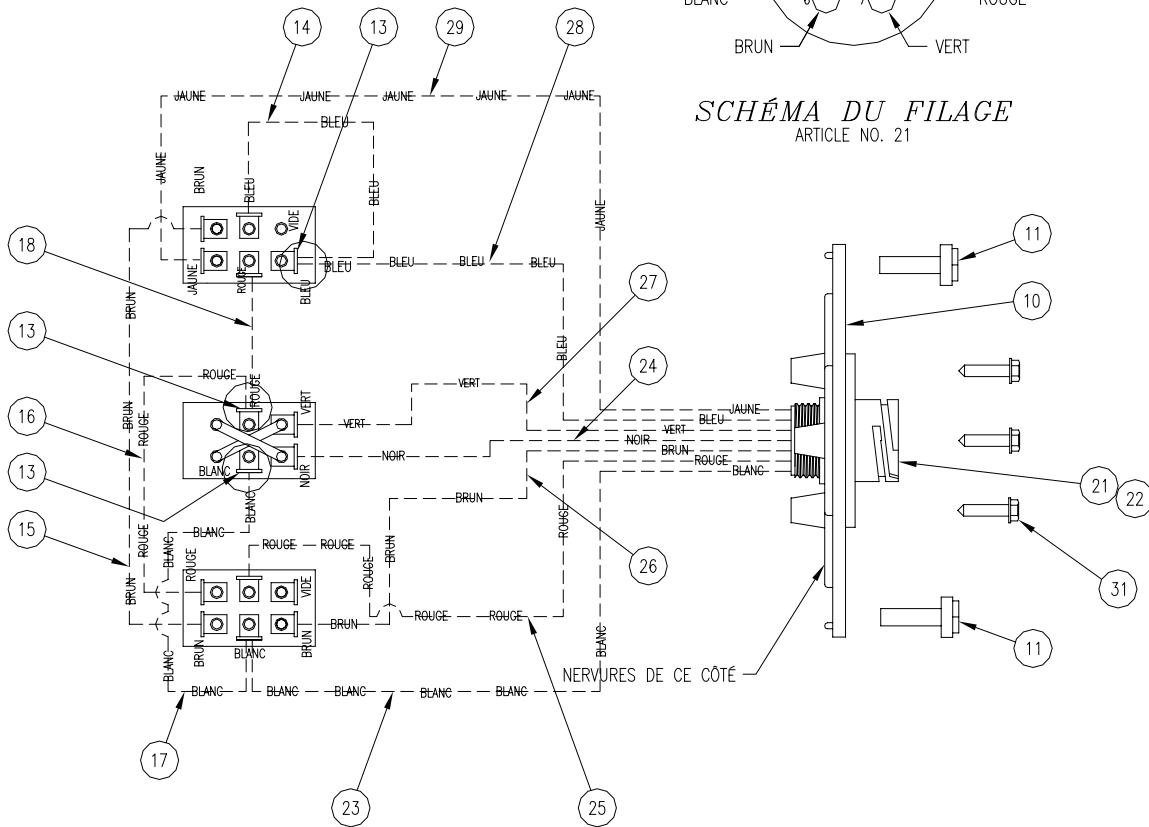 BLANC
ROUGE
BRUN
VERT
SCHÉMA DU FILAGE
ARTICLE NO. 21
14
29
13
28
JAUNE JAUNE JAUNE JAUNE JAUNE
BLEU
JAUNE
BRUN
BLEU
BLEU
VIDE
JAUNE
11
18
BLEU BLEU BLEU BLEU
JAUNE
ROUGE
BLEU
BRUN
27
10
13
24
BLEU
ROUGE
ROUGE
VERT
VERT
VERT
JAUNE
BLEU
VERT
NOIR
BRUN
ROUGE
BLANC
16
BRUN
ROUGE
NOIR
NOIR
BLANC
13
BLANC
BRUN
21
22
15
ROUGE
BLANC
BLANC
ROUGE
ROUGE ROUGE
ROUGE
BRUN
ROUGE
26
31
BRUN
VIDE
ROUGE ROUGE
BRUN
BRUN
BRUN
BLANC
BLANC
BLANC
11
NERVURES DE CE CÔTÉ
BLANC BLANC BLANC BLANC BLANC
17
23
25